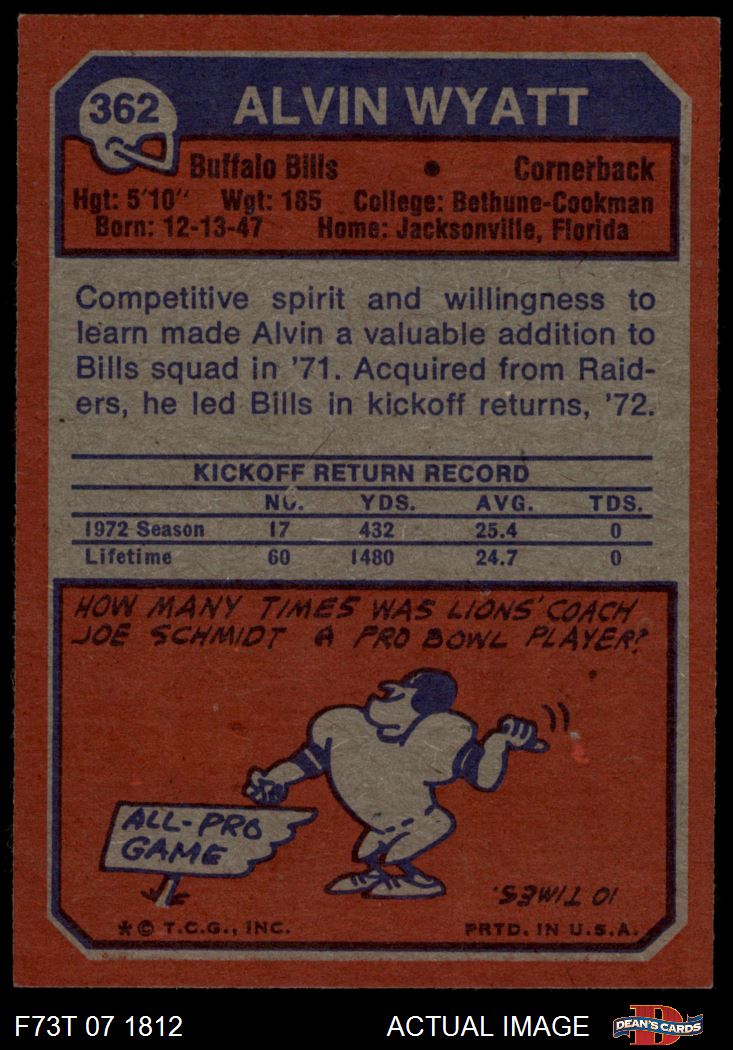 362
ALVIN WYATT
Buffalo Bills • Cornerback
Hgt: 5'10" Wgt: 185 College: Bethune-Cookman
Born: 12-13-47 Home: Jacksonville, Florida
Competitive spirit and willingness to
learn made Alvin a valuable addition to
Bills squad in '71. Acquired from Raid-
ers, he led Bills in kickoff returns, '72.
KICKOFF RETURN RECORD
NO. YDS. AVG. TDS.
1972 Season 17 432 25.4 0
Lifetime 60 1480 24.7 0
HOW MANY TIMES WAS LIONS' COACH
JOE SCHMIDT A PRO BOWL PLAYER?
ALL-PRO
GAME
10 TIMES.
* © T.C.G., INC. PRTD. IN U.S.A.
F73T 07 1812 ACTUAL IMAGE
D
DEAN'S CARDS